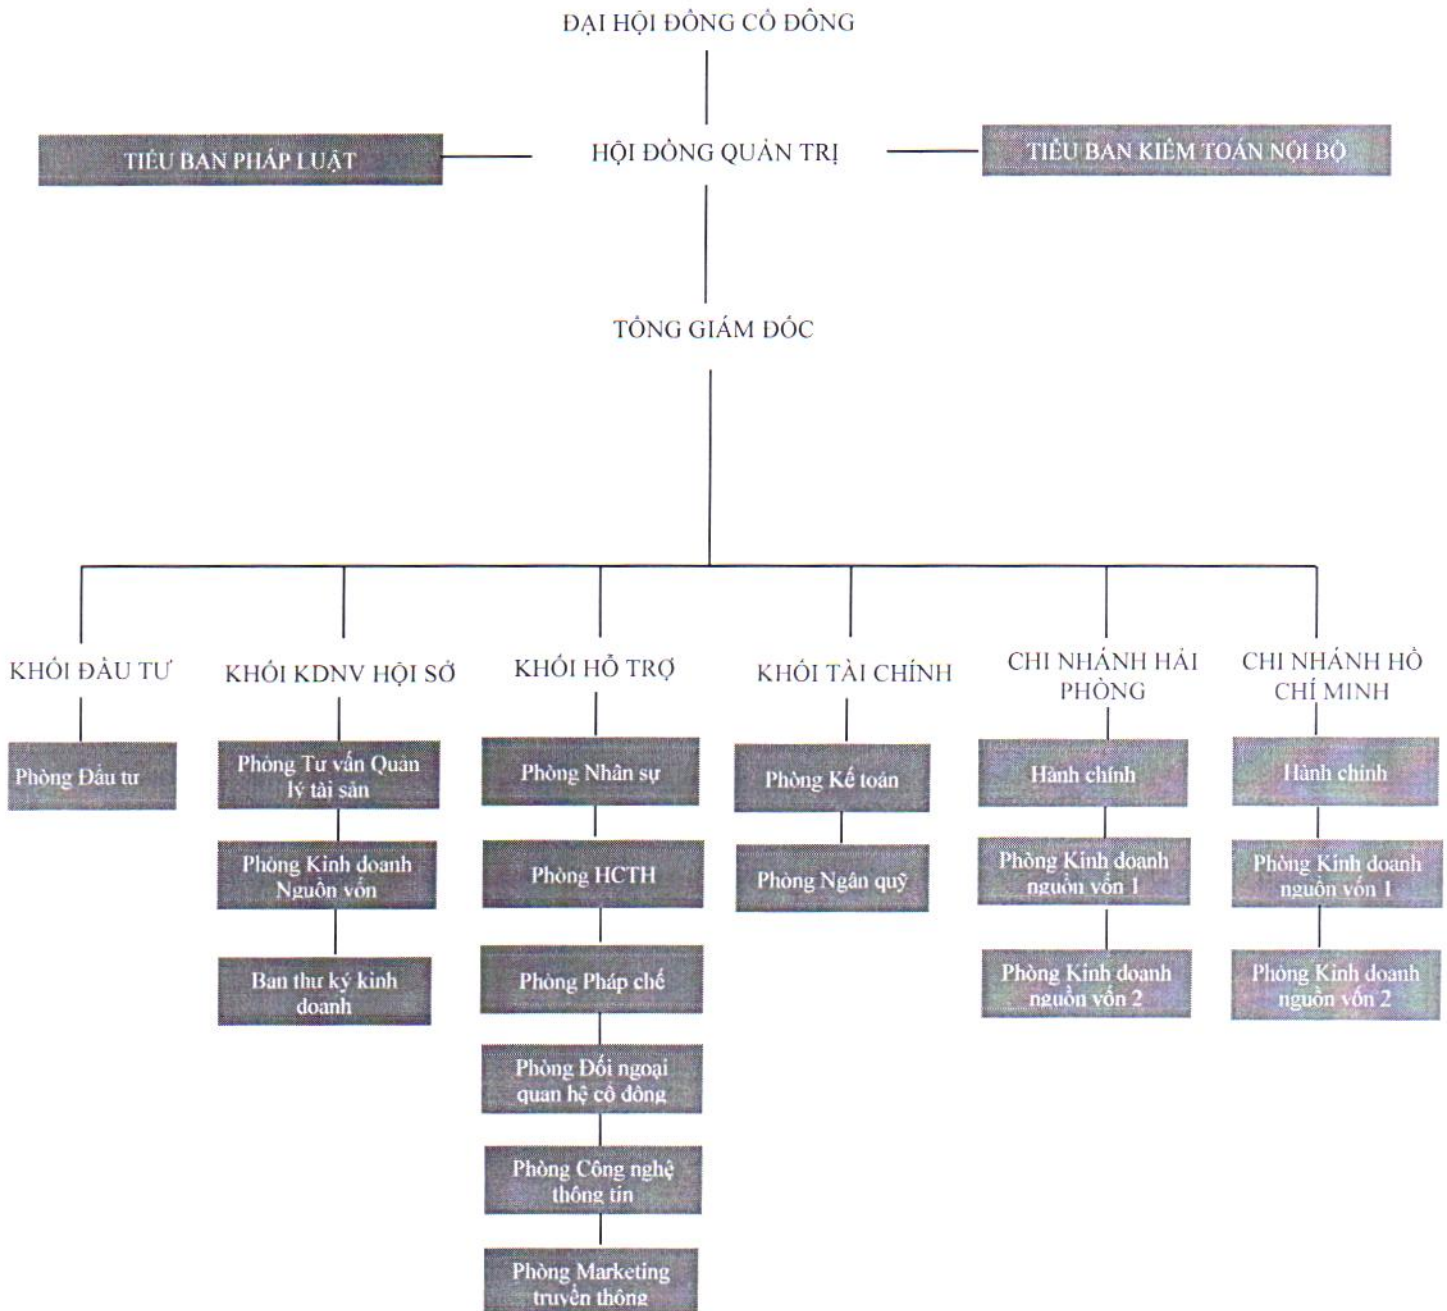 ĐẠI HỘI ĐỒNG CỔ ĐÔNG
TIỂU BAN PHÁP LUẬT
HỘI ĐỒNG QUẢN TRỊ
TIỂU BAN KIỂM TOÁN NỘI BỘ
TỔNG GIÁM ĐỐC
KHỐI ĐẦU TƯ
KHỐI KDNV HỘI SỞ
KHỐI HỖ TRỢ
KHỐI TÀI CHÍNH
CHI NHÁNH HẢI
PHÒNG
CHI NHÁNH HỒ
CHÍ MINH
Phòng Đầu tư
Phòng Tư vấn Quản
lý tài sản
Phòng Kinh doanh
Nguồn vốn
Ban thư ký kinh
doanh
Phòng Nhân sự
Phòng HCTH
Phòng Pháp chế
Phòng Đối ngoại
quan hệ cổ đông
Phòng Công nghệ
thông tin
Phòng Marketing
truyền thông
Phòng Kế toán
Phòng Ngân quỹ
Hành chính
Phòng Kinh doanh
nguồn vốn 1
Phòng Kinh doanh
nguồn vốn 2
Hành chính
Phòng Kinh doanh
nguồn vốn 1
Phòng Kinh doanh
nguồn vốn 2